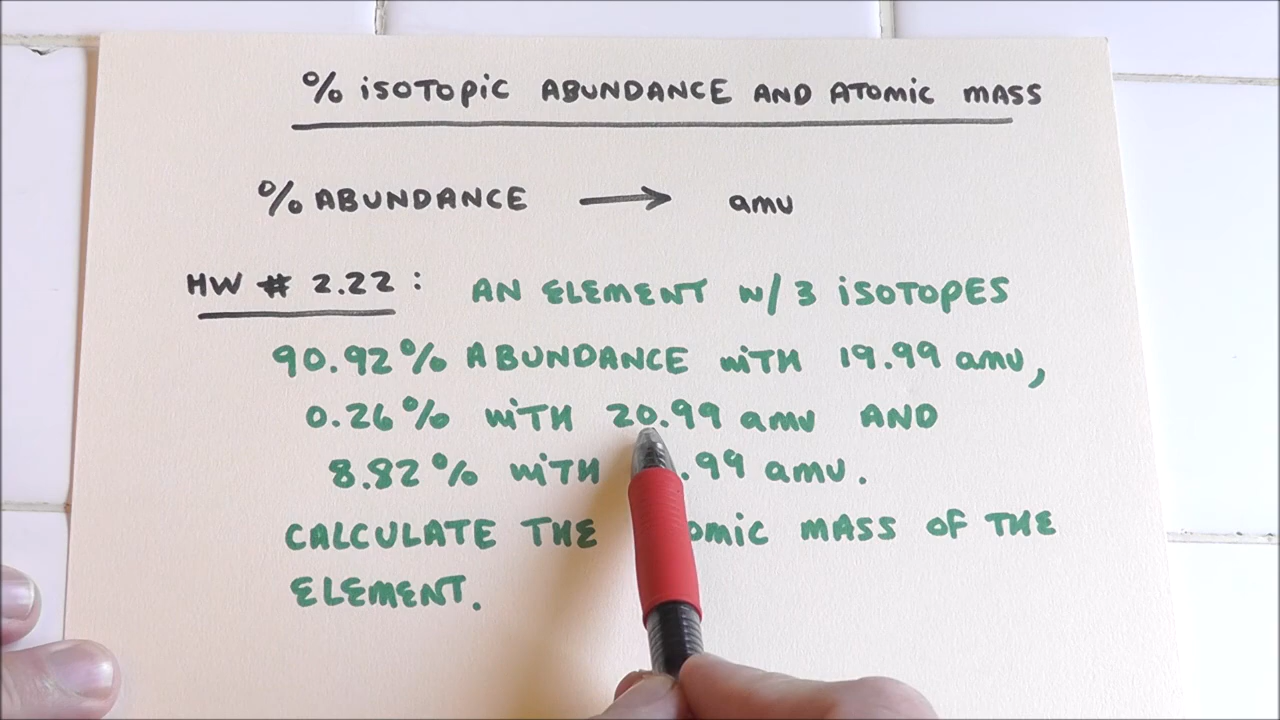 % ISOTOPIC ABUNDANCE AND ATOMIC MASS
% ABUNDANCE → amu
HW # 2.22 : AN ELEMENT W/ 3 ISOTOPES
90.92% ABUNDANCE WITH 19.99 amu,
0.26% WITH 20.99 amu AND
8.82% WITH .99 amu.
CALCULATE THE MASS OF THE
ELEMENT.